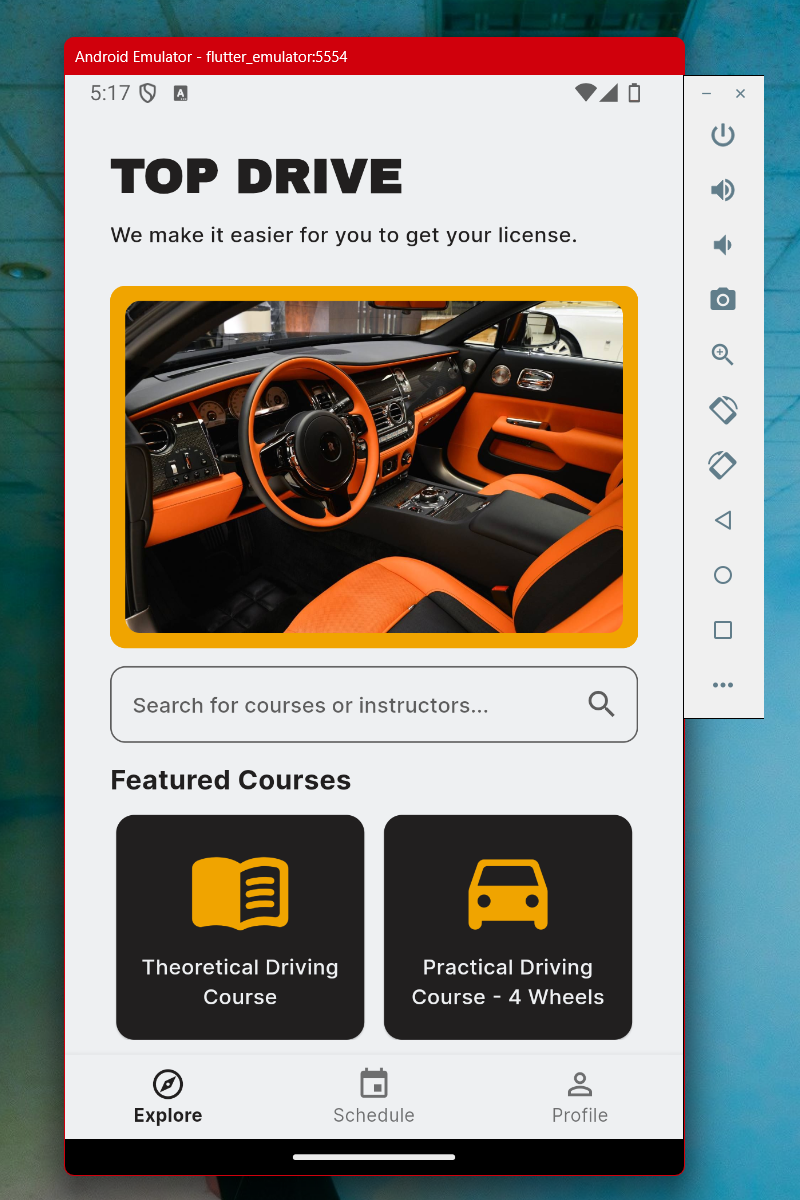 Android Emulator - flutter_emulator:5554
5:17
A
TOP DRIVE
We make it easier for you to get your license.
Search for courses or instructors...
Featured Courses
Theoretical Driving
Course
Practical Driving
Course - 4 Wheels
Explore
Schedule
Profile